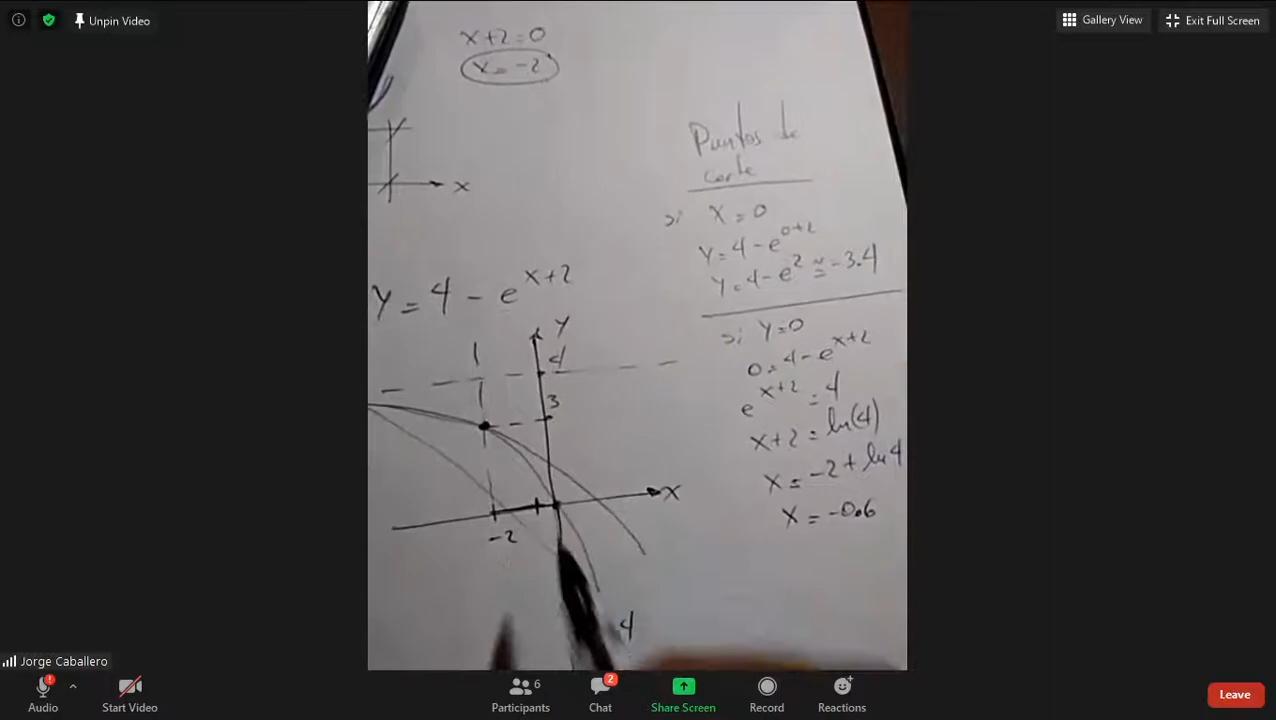 Unpin Video
Gallery View
Exit Full Screen
x+2=0
x=-2
x
Puntos de
corte
si x=0
y=4-e^{0+2}
y=4-e^2≅-3.4
y=4-e^{x+2}
si y=0
0=4-e^{x+2}
e^{x+2}=4
x+2=ln(4)
x=-2+ln4
x=-0.6
y
4
3
x
-2
4
Jorge Caballero
Audio
Start Video
6
Participants
2
Chat
Share Screen
Record
Reactions
Leave